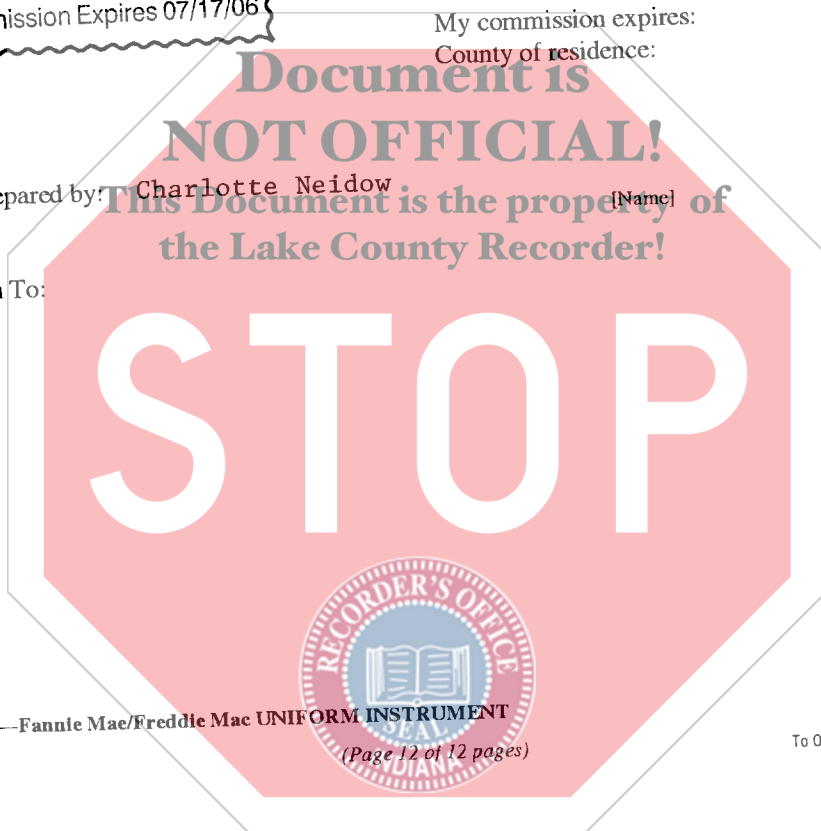 mission Expires 07/17/06
My commission expires:
County of residence:
Document is
NOT OFFICIAL!
epared by: Charlotte Neidow [Name]
This Document is the property of
the Lake County Recorder!
To:
STOP
RECORDER'S OFFICE
SEAL
INDIANA
—Fannie Mae/Freddie Mac UNIFORM INSTRUMENT
(Page 12 of 12 pages)
To O